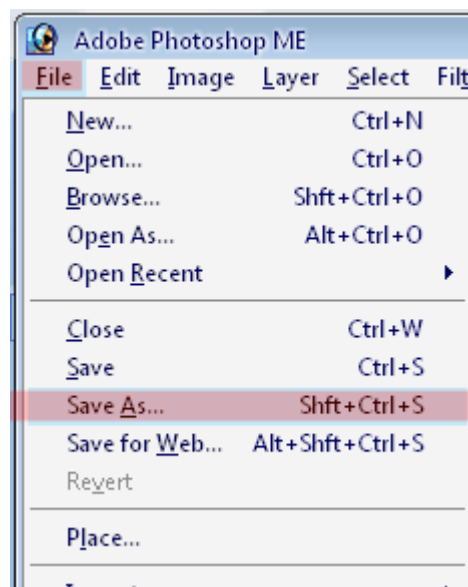 Adobe Photoshop ME
File Edit Image Layer Select Filt
New... Ctrl+N
Open... Ctrl+O
Browse... Shft+Ctrl+O
Open As... Alt+Ctrl+O
Open Recent
Close Ctrl+W
Save Ctrl+S
Save As... Shft+Ctrl+S
Save for Web... Alt+Shft+Ctrl+S
Revert
Place...